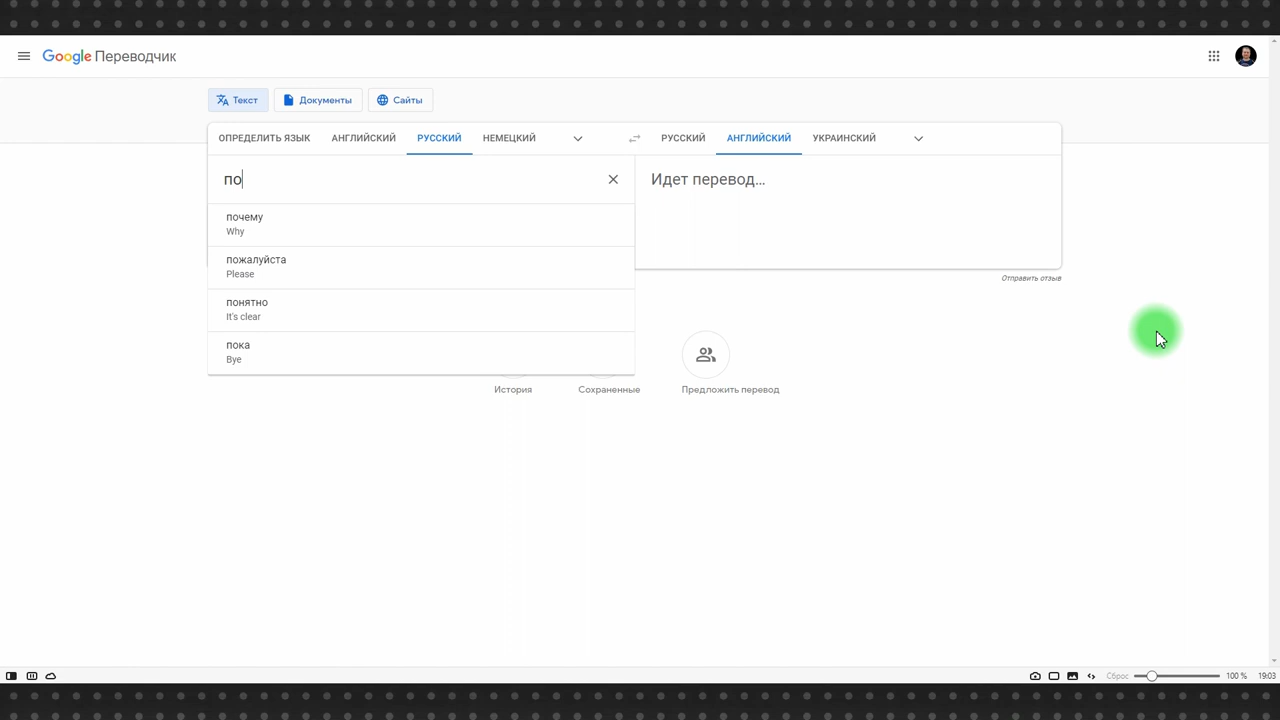 Google Переводчик
Текст
Документы
Сайты
ОПРЕДЕЛИТЬ ЯЗЫК
АНГЛИЙСКИЙ
РУССКИЙ
НЕМЕЦКИЙ
РУССКИЙ
АНГЛИЙСКИЙ
УКРАИНСКИЙ
по
Идет перевод...
почему
Why
пожалуйста
Please
понятно
It's clear
пока
Bye
Отправить отзыв
История
Сохраненные
Предложить перевод
Сброс
100 %
19:03